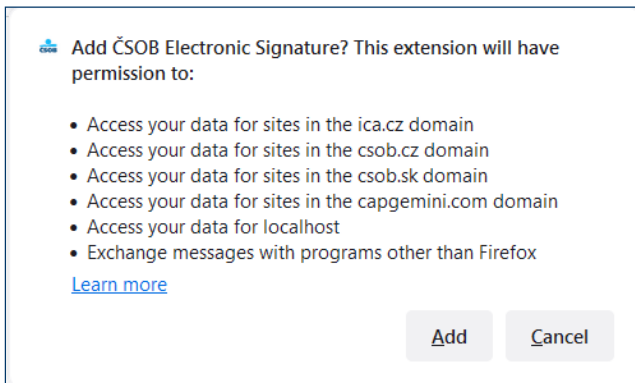 ČSOB
Add ČSOB Electronic Signature? This extension will have
permission to:
• Access your data for sites in the ica.cz domain
• Access your data for sites in the csob.cz domain
• Access your data for sites in the csob.sk domain
• Access your data for sites in the capgemini.com domain
• Access your data for localhost
• Exchange messages with programs other than Firefox
Learn more
Add Cancel